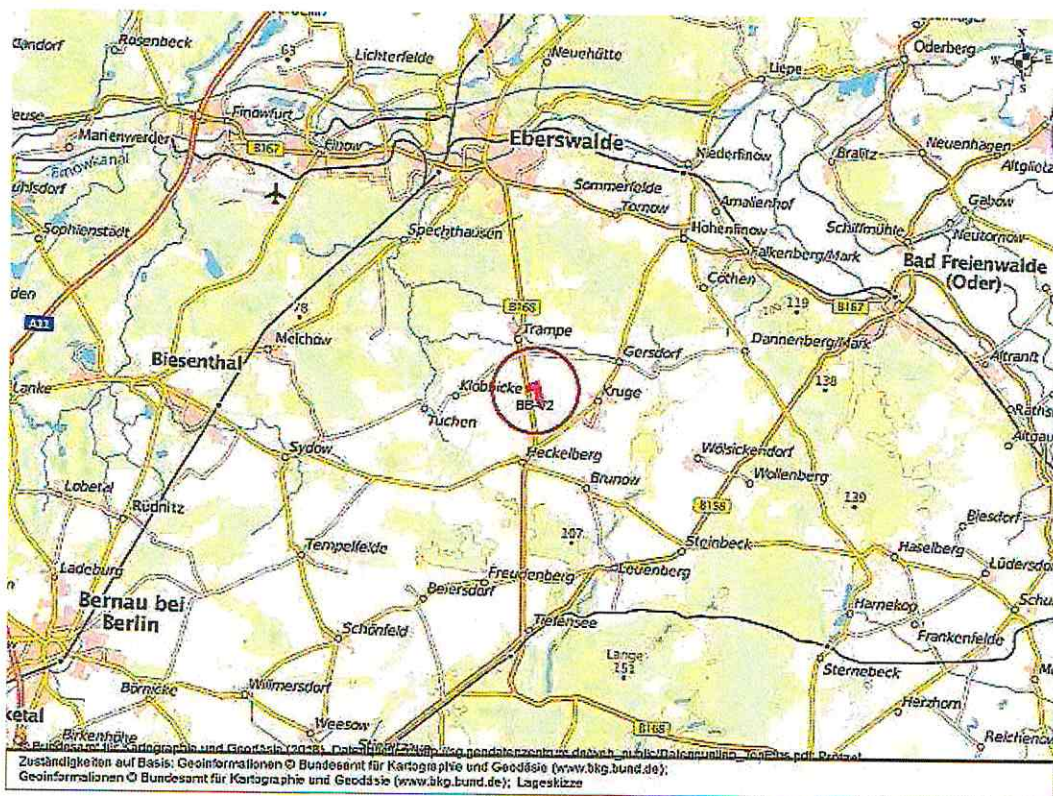 Rosenbeck
63
Lichterfelde
Neuehütte
Oderberg
Liepe
N
W E
S
Finowfurt
Marienwerder
B167
Finow
Eberswalde
Niederfinow
Bralitz
Neuenhagen
Sommerfelde
Tornow
Amalienhof
Gabow
Sophienstädt
Spechthausen
Hohenfinow
Schiffmühle
Neutornow
Falkenberg/Mark
Bad Freienwalde
(Oder)
Cöthen
A11
78
Melchow
B168
Trampe
119
B167
Biesenthal
Gersdorf
Dannenberg/Mark
Altranft
Lanke
Klobbicke
Kruge
138
Tuchen
Sydow
Heckelberg
Wölsickendorf
Wollenberg
Brunow
Lobetal
Rüdnitz
B158
139
Biesdorf
107
Steinbeck
Haselberg
Tempelfelde
Ladeburg
Freudenberg
Leuenberg
Beiersdorf
Bernau bei
Berlin
Harnekop
Schönfeld
Tiefensee
Frankenfelde
Lange
151
Sternebeck
Börnicke
Willmersdorf
Herzhorn
Weesow
B168
Birkenhöhe
Reichenow
Zuständigkeiten auf Basis: Geoinformationen © Bundesamt für Kartographie und Geodäsie (www.bkg.bund.de);
Geoinformationen © Bundesamt für Kartographie und Geodäsie (www.bkg.bund.de); Lageskizze